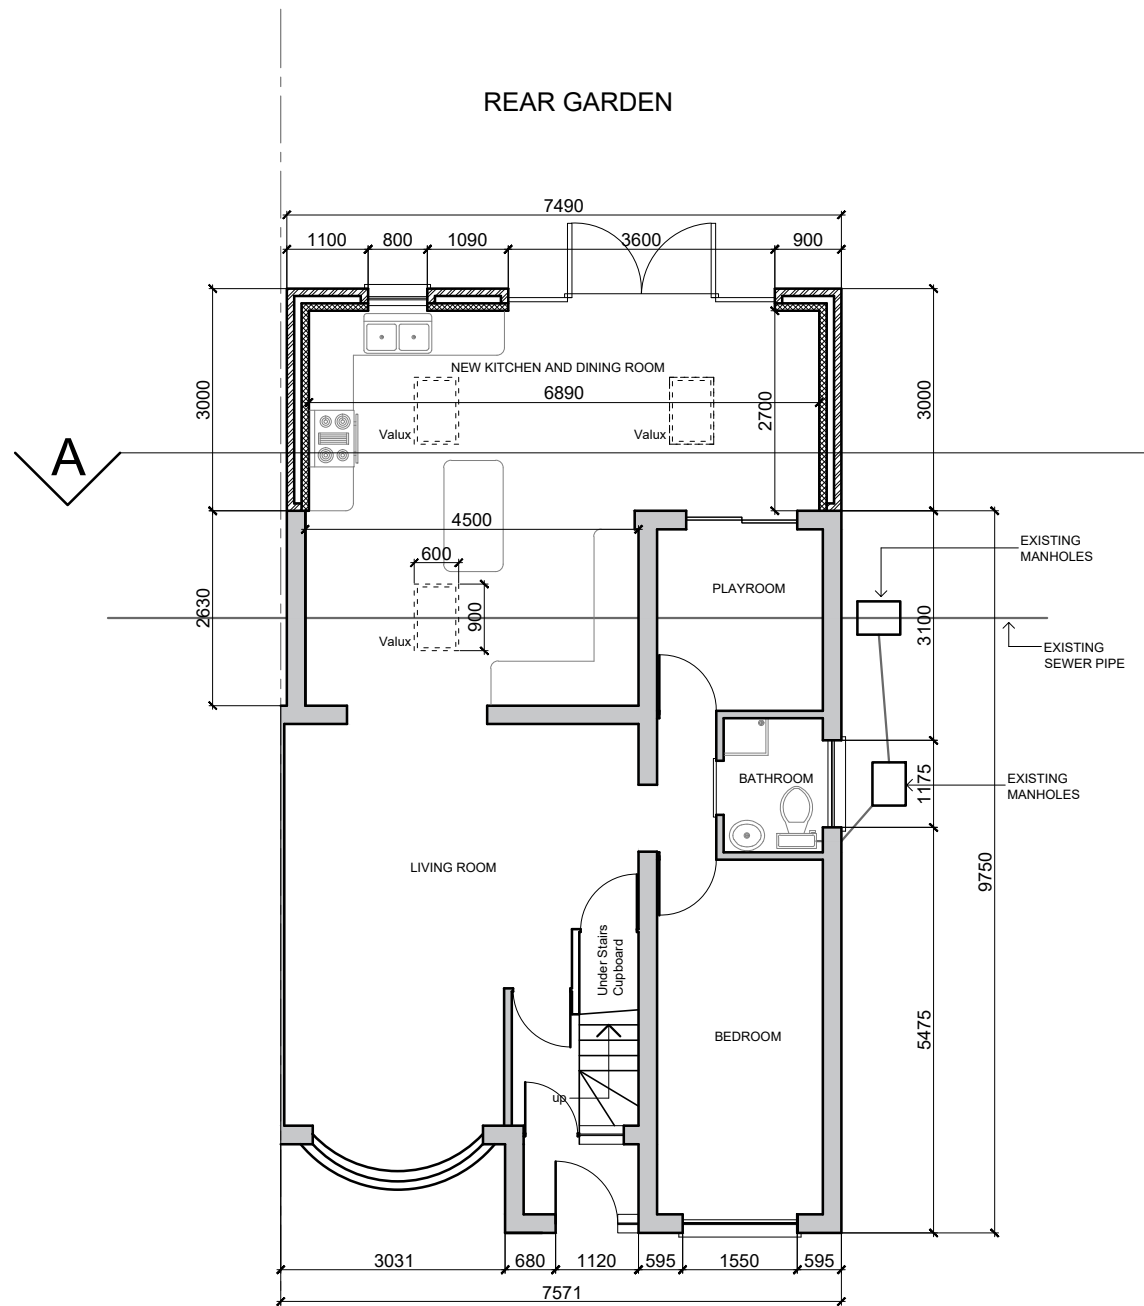 REAR GARDEN
7490
1100 800 1090 3600 900
3000
NEW KITCHEN AND DINING ROOM
6890
2700
3000
Valux
Valux
A
4500
600
900
Valux
2630
PLAYROOM
EXISTING
MANHOLES
3100
EXISTING
SEWER PIPE
BATHROOM
1175
EXISTING
MANHOLES
LIVING ROOM
9750
Under Stairs
Cupboard
BEDROOM
5475
up
3031 680 1120 595 1550 595
7571